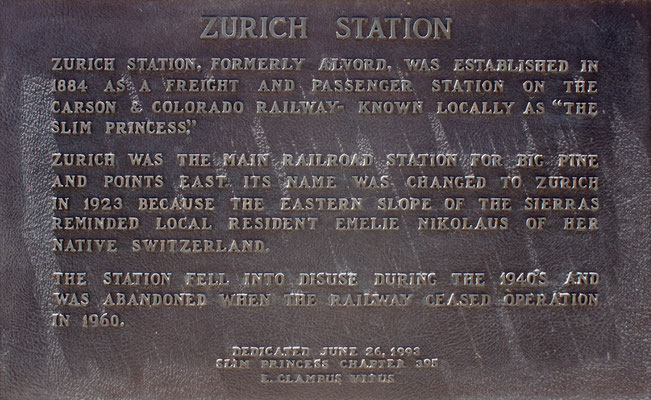 ZURICH STATION
ZURICH STATION, FORMERLY ALVORD, WAS ESTABLISHED IN
1884 AS A FREIGHT AND PASSENGER STATION ON THE
CARSON & COLORADO RAILWAY- KNOWN LOCALLY AS "THE
SLIM PRINCESS."
ZURICH WAS THE MAIN RAILROAD STATION FOR BIG PINE
AND POINTS EAST. ITS NAME WAS CHANGED TO ZURICH
IN 1923 BECAUSE THE EASTERN SLOPE OF THE SIERRAS
REMINDED LOCAL RESIDENT EMELIE NIKOLAUS OF HER
NATIVE SWITZERLAND.
THE STATION FELL INTO DISUSE DURING THE 1940'S AND
WAS ABANDONED WHEN THE RAILWAY CEASED OPERATION
IN 1960.
DEDICATED JUNE 26, 1993
SLIM PRINCESS CHAPTER 395
E. CLAMPUS VITUS